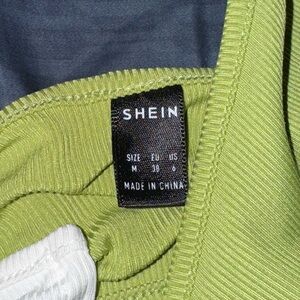 SHEIN
SIZE EU US
M 38 6
MADE IN CHINA